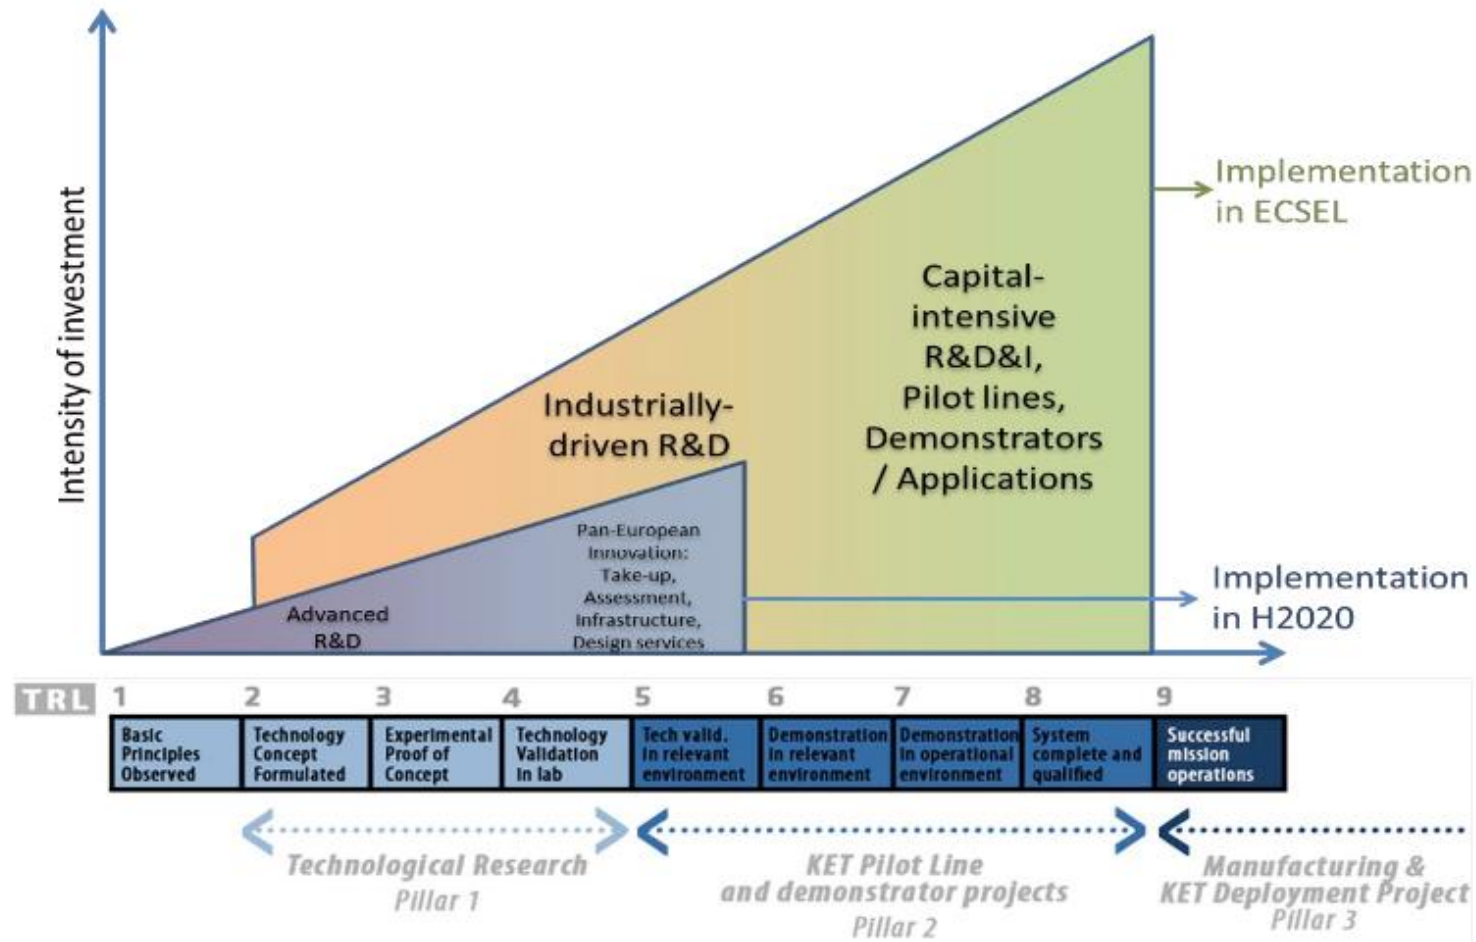 Intensity of investment
Implementation
in ECSEL
Capital-
intensive
R&D&I,
Pilot lines,
Demonstrators
/ Applications
Industrially-
driven R&D
Pan-European
Innovation:
Take-up,
Assessment,
Infrastructure,
Design services
Advanced
R&D
Implementation
in H2020
TRL 1 2 3 4 5 6 7 8 9
Basic
Principles
Observed
Technology
Concept
Formulated
Experimental
Proof of
Concept
Technology
Validation
in lab
Tech valid.
in relevant
environment
Demonstration
in relevant
environment
Demonstration
in operational
environment
System
complete and
qualified
Successful
mission
operations
Technological Research
Pillar 1
KET Pilot Line
and demonstrator projects
Pillar 2
Manufacturing &
KET Deployment Project
Pillar 3